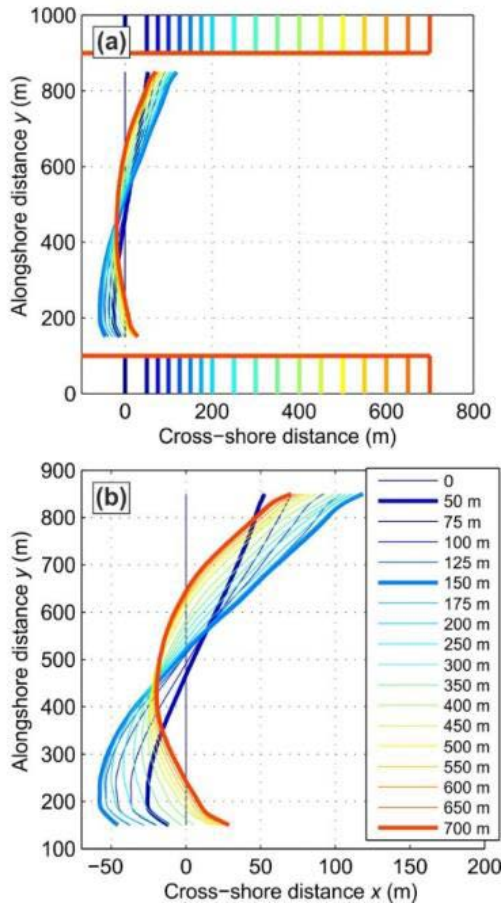 (a)
1000
800
600
400
200
0
Alongshore distance y (m)
0 200 400 600 800
Cross-shore distance (m)
(b)
900
800
700
600
500
400
300
200
100
Alongshore distance y (m)
−50 0 50 100 150 200
Cross-shore distance x (m)
0
50 m
75 m
100 m
125 m
150 m
175 m
200 m
250 m
300 m
350 m
400 m
450 m
500 m
550 m
600 m
650 m
700 m